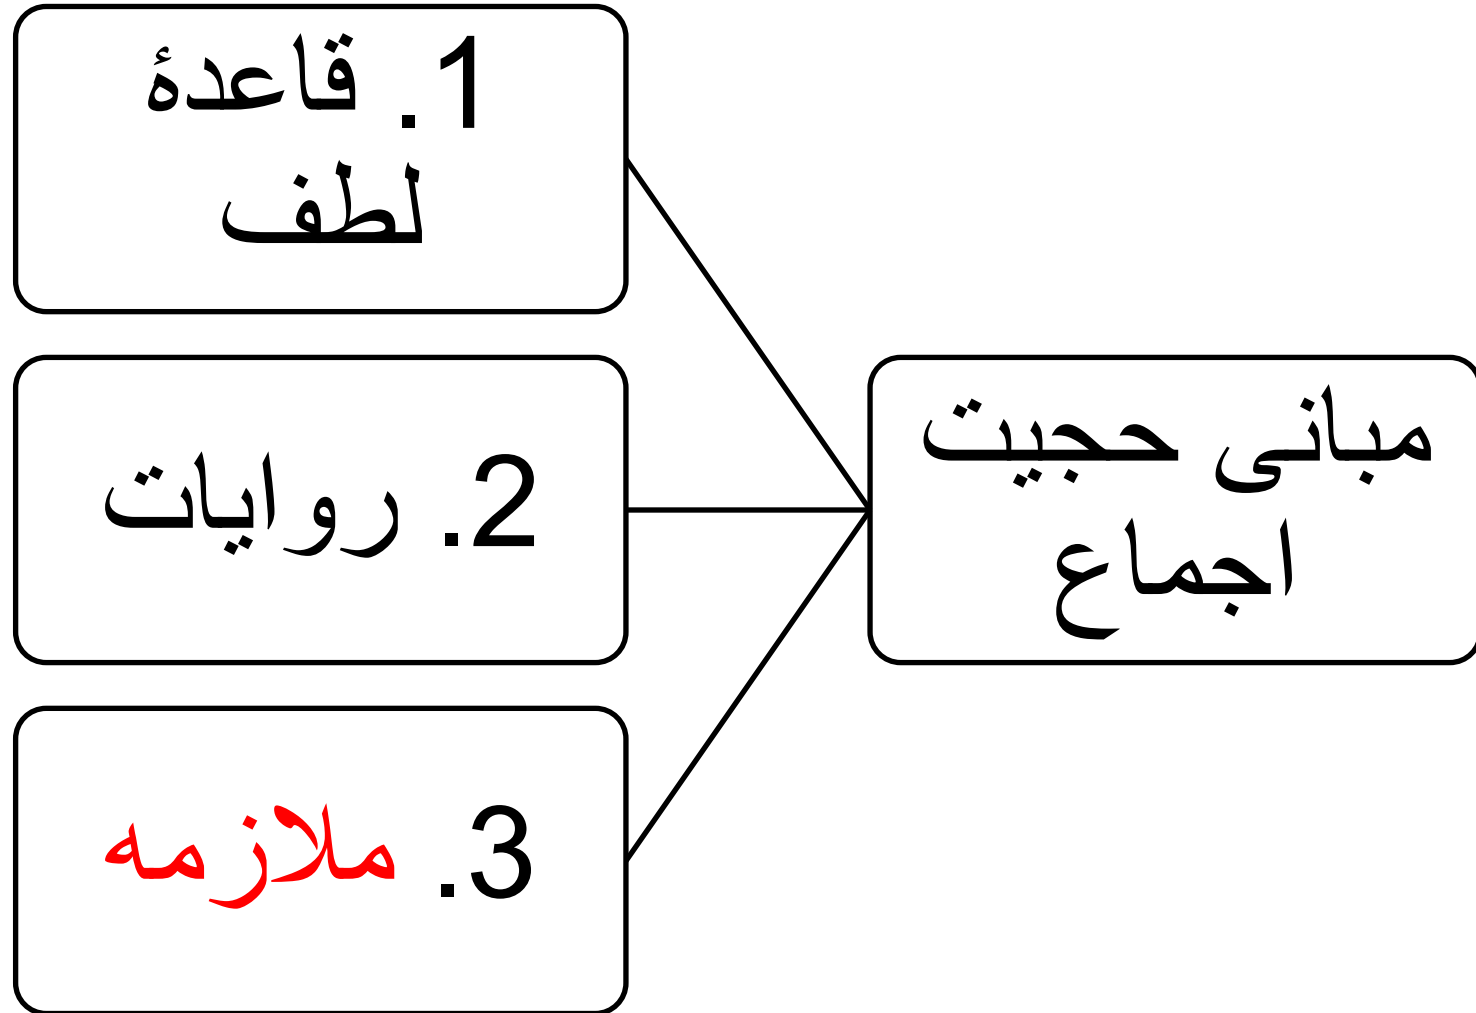 مبانی حجیت
اجماع
1. قاعدۀ
لطف
2. روایات
3. ملازمه